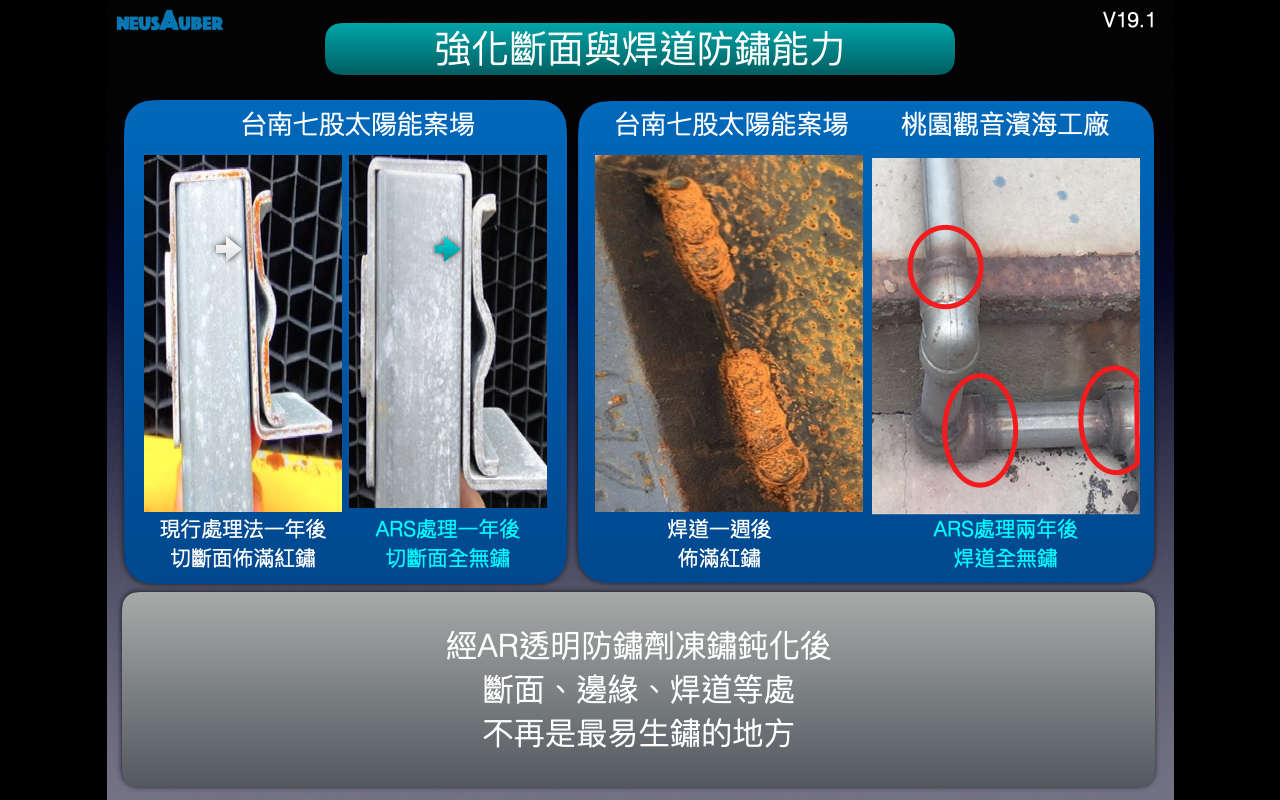 NEUSAUBER
V19.1
強化斷面與焊道防鏽能力
台南七股太陽能案場
現行處理法一年後
切斷面佈滿紅鏽
ARS處理一年後
切斷面全無鏽
台南七股太陽能案場
桃園觀音濱海工廠
焊道一週後
佈滿紅鏽
ARS處理兩年後
焊道全無鏽
經AR透明防鏽劑凍鏽鈍化後
斷面、邊緣、焊道等處
不再是最易生鏽的地方